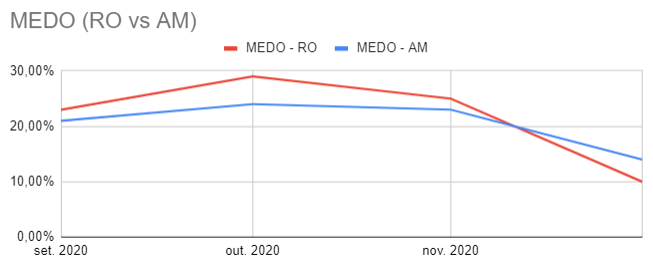 MEDO (RO vs AM)
MEDO - RO MEDO - AM
30,00%
20,00%
10,00%
0,00%
set. 2020 out. 2020 nov. 2020